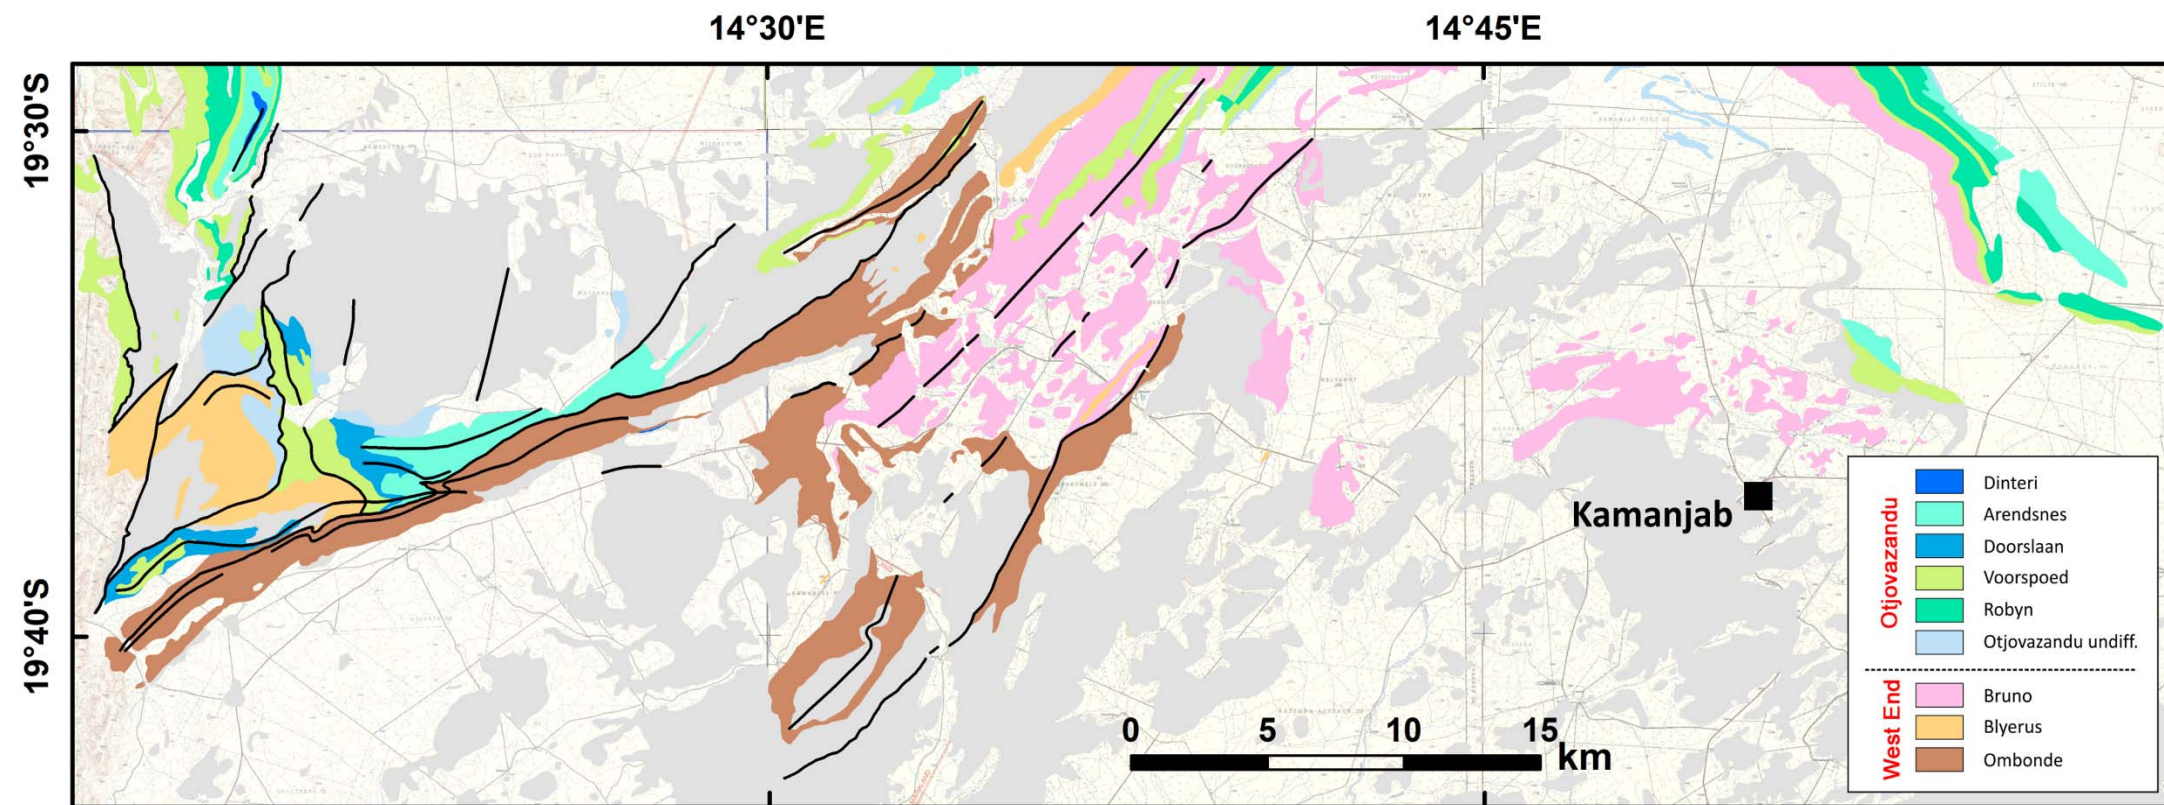 14°30'E
14°45'E
19°30'S
19°40'S
Kamanjab
0
5
10
15
km
Otjovazandu
Dinteri
Arendsnes
Doorslaan
Voorspoed
Robyn
Otjovazandu undiff.
West End
Bruno
Blyerus
Ombonde